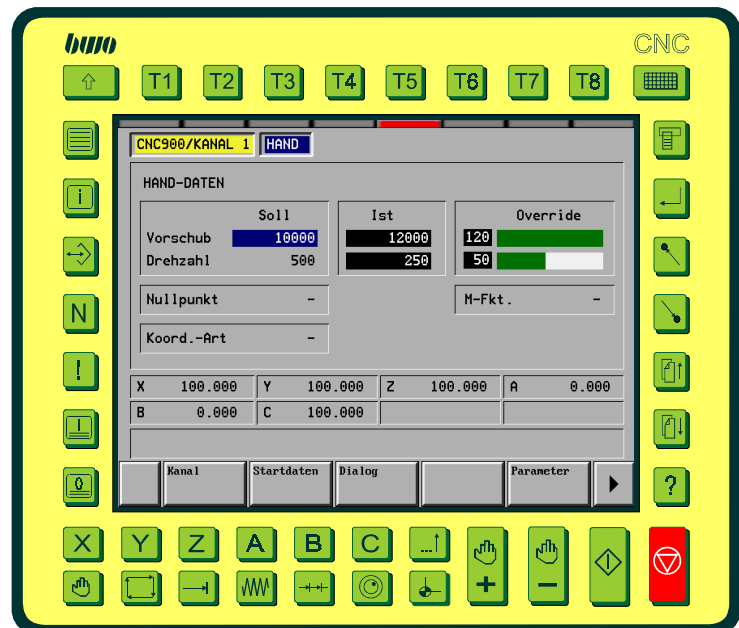 bwo CNC
T1 T2 T3 T4 T5 T6 T7 T8
CNC900/KANAL 1 HAND
HAND-DATEN
Soll Ist Override
Vorschub 10000 12000 120
Drehzahl 500 250 50
Nullpunkt - M-Fkt. -
Koord.-Art -
X 100.000 Y 100.000 Z 100.000 A 0.000
B 0.000 C 100.000
Kanal Startdaten Dialog Parameter
i
N
!
I
0
?
X Y Z A B C ...↑
+ -